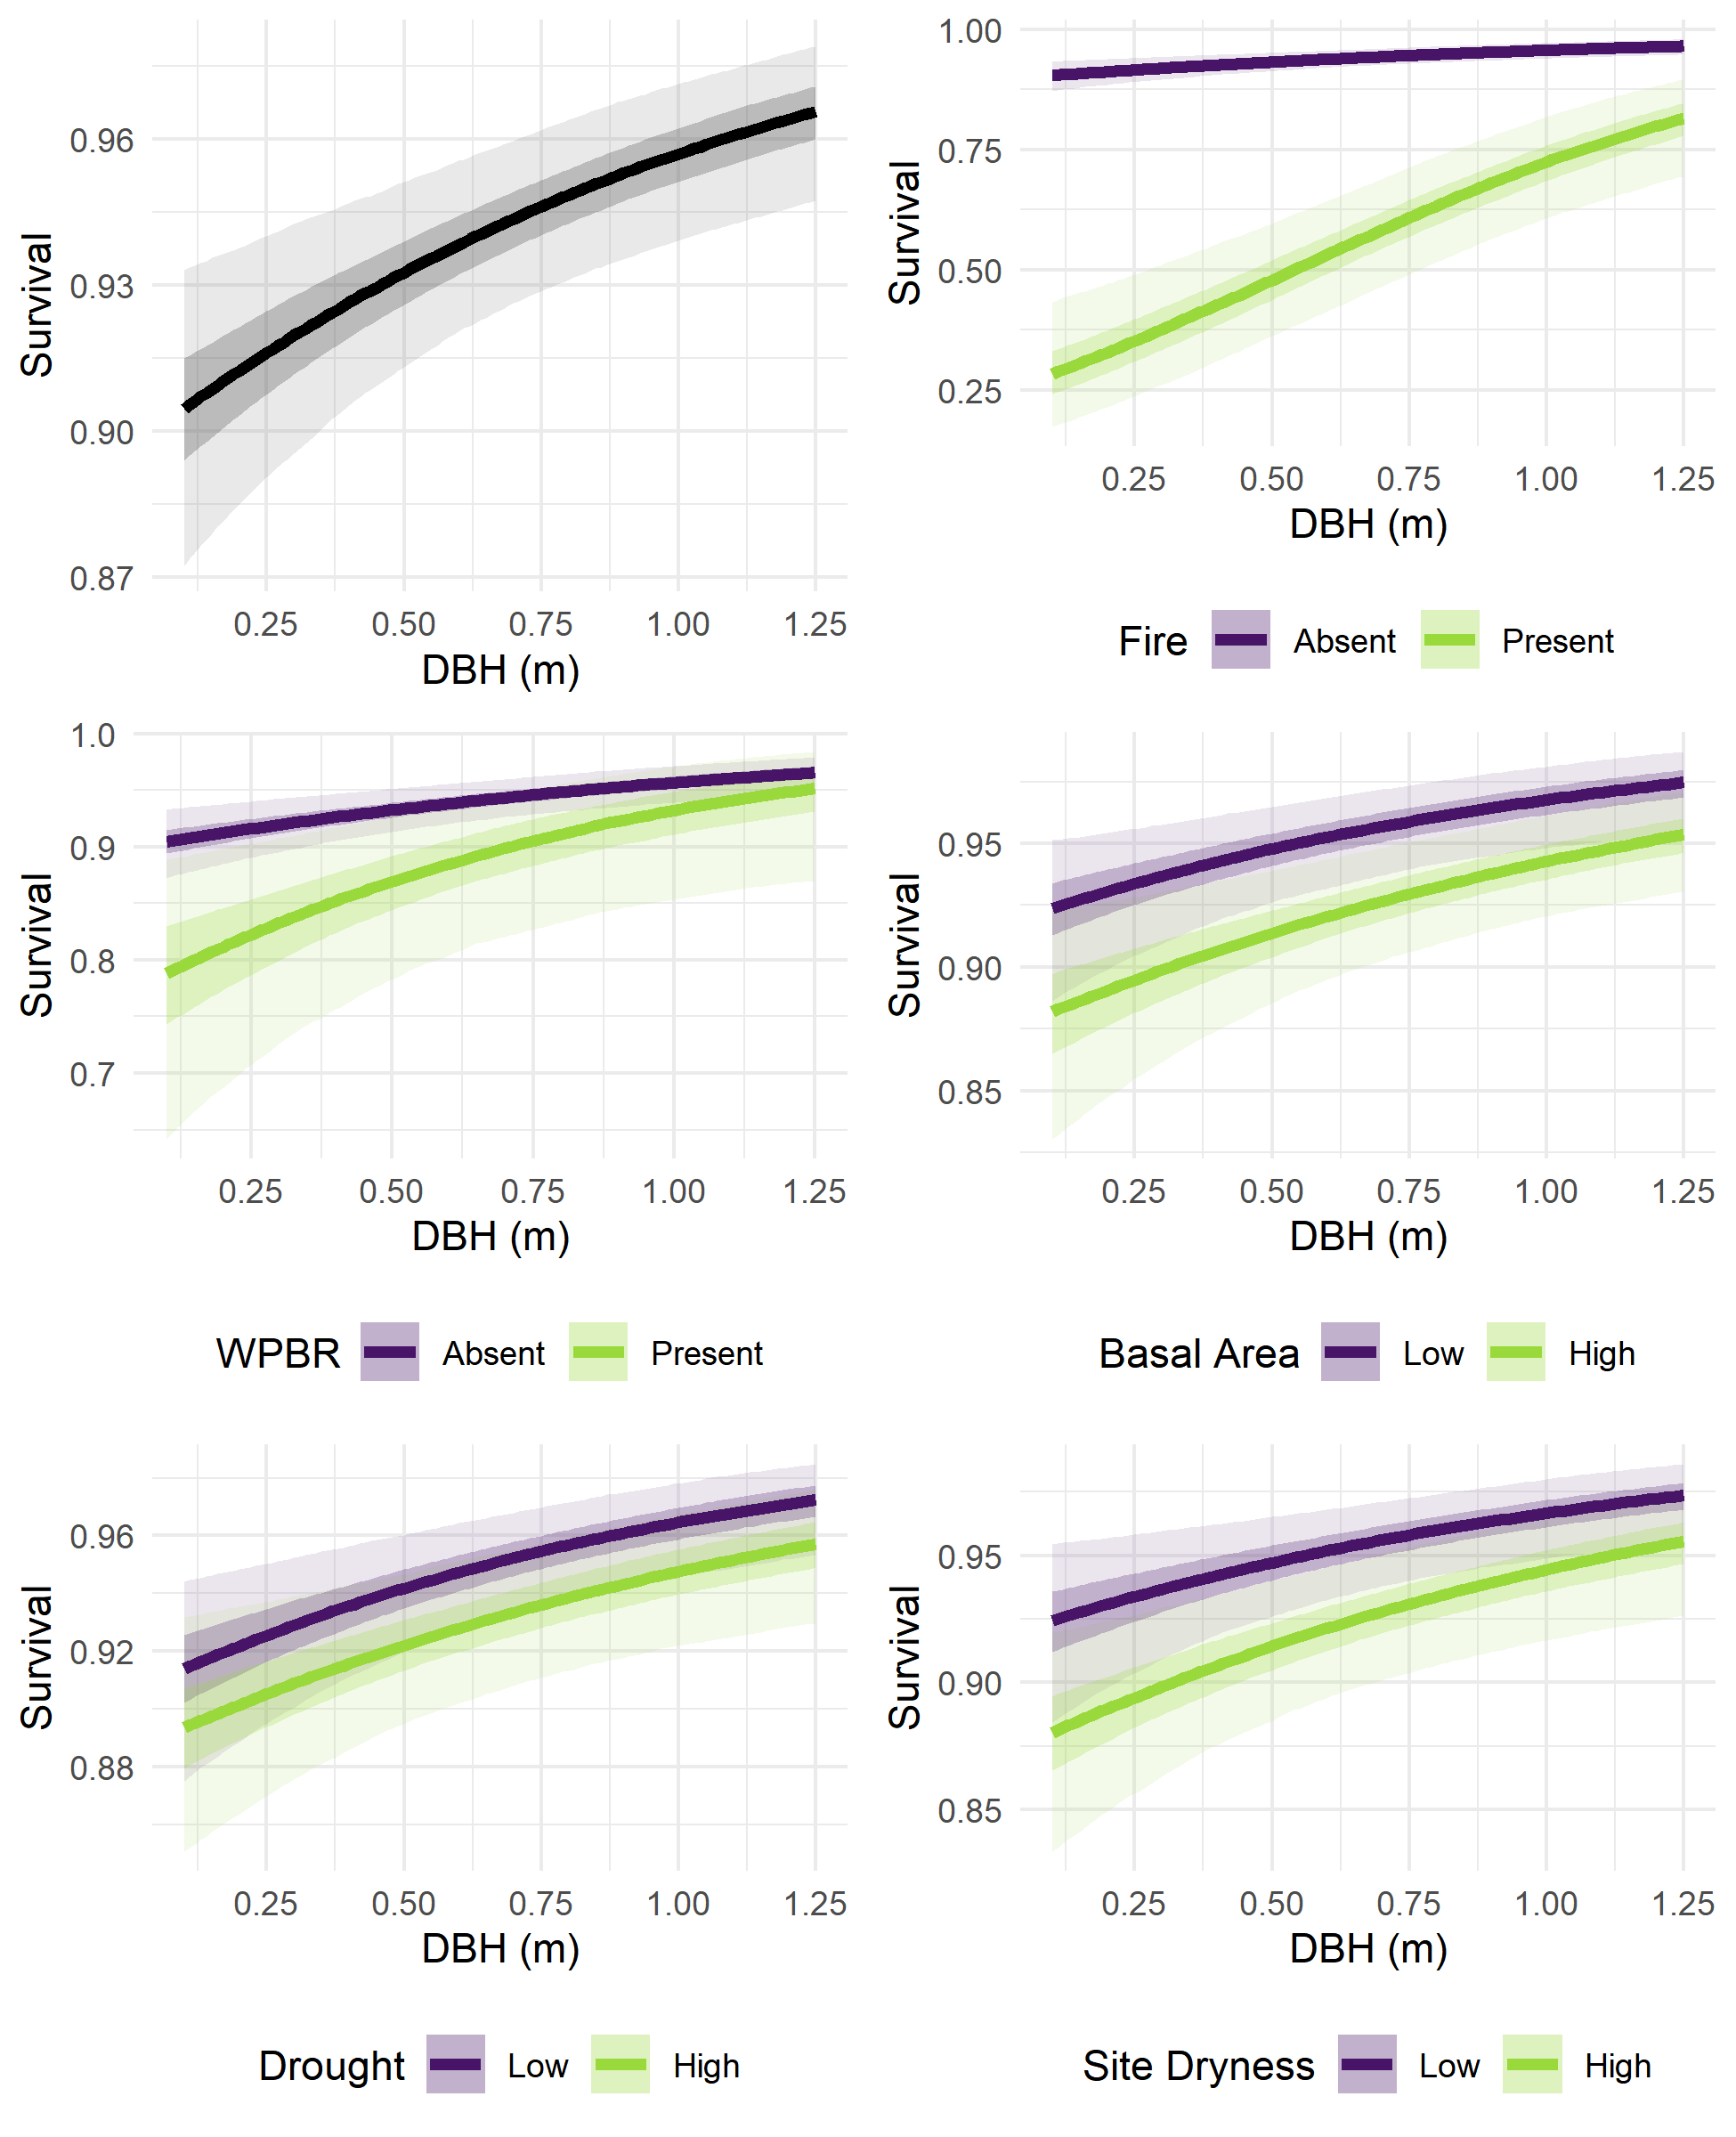 Survival
0.96
0.93
0.90
0.87
0.25 0.50 0.75 1.00 1.25
DBH (m)
Survival
1.00
0.75
0.50
0.25
0.25 0.50 0.75 1.00 1.25
DBH (m)
Fire Absent Present
Survival
1.0
0.9
0.8
0.7
0.25 0.50 0.75 1.00 1.25
DBH (m)
WPBR Absent Present
Survival
0.95
0.90
0.85
0.25 0.50 0.75 1.00 1.25
DBH (m)
Basal Area Low High
Survival
0.96
0.92
0.88
0.25 0.50 0.75 1.00 1.25
DBH (m)
Drought Low High
Survival
0.95
0.90
0.85
0.25 0.50 0.75 1.00 1.25
DBH (m)
Site Dryness Low High